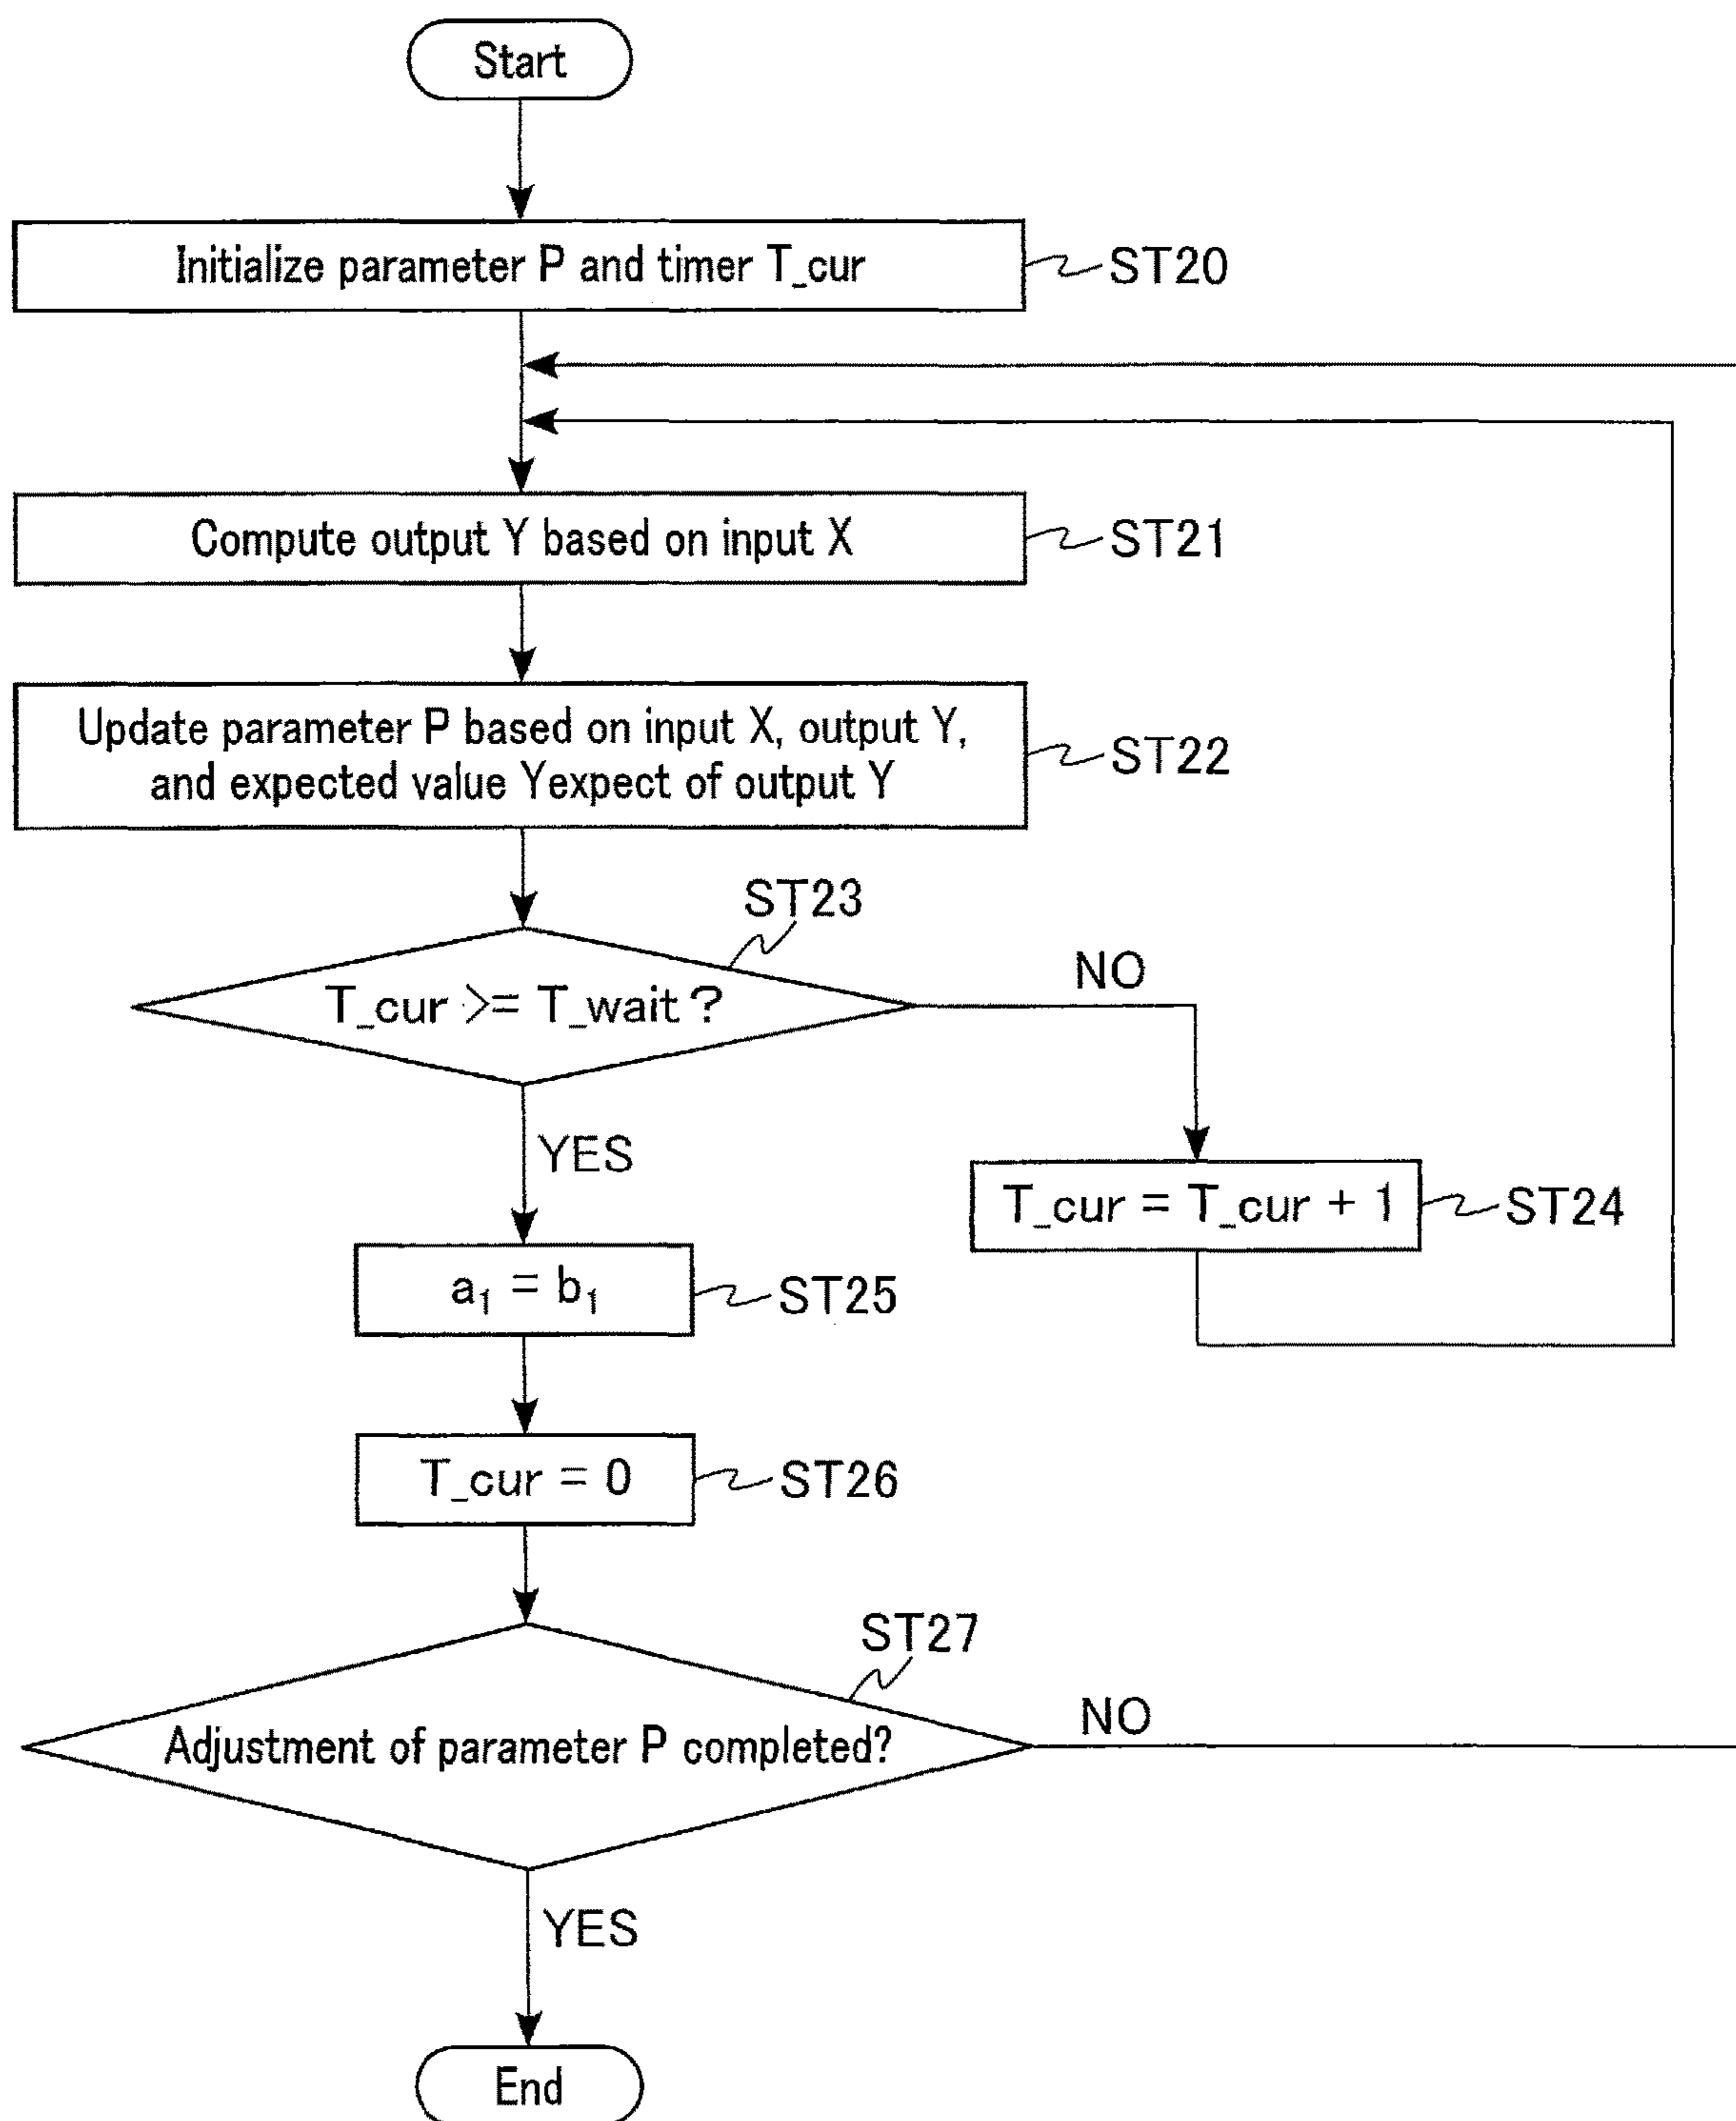 Start
Initialize parameter P and timer T_cur
ST20
Compute output Y based on input X
ST21
Update parameter P based on input X, output Y,
and expected value Yexpect of output Y
ST22
ST23
T_cur >= T_wait ?
NO
YES
T_cur = T_cur + 1
ST24
a₁ = b₁
ST25
T_cur = 0
ST26
ST27
Adjustment of parameter P completed?
NO
YES
End